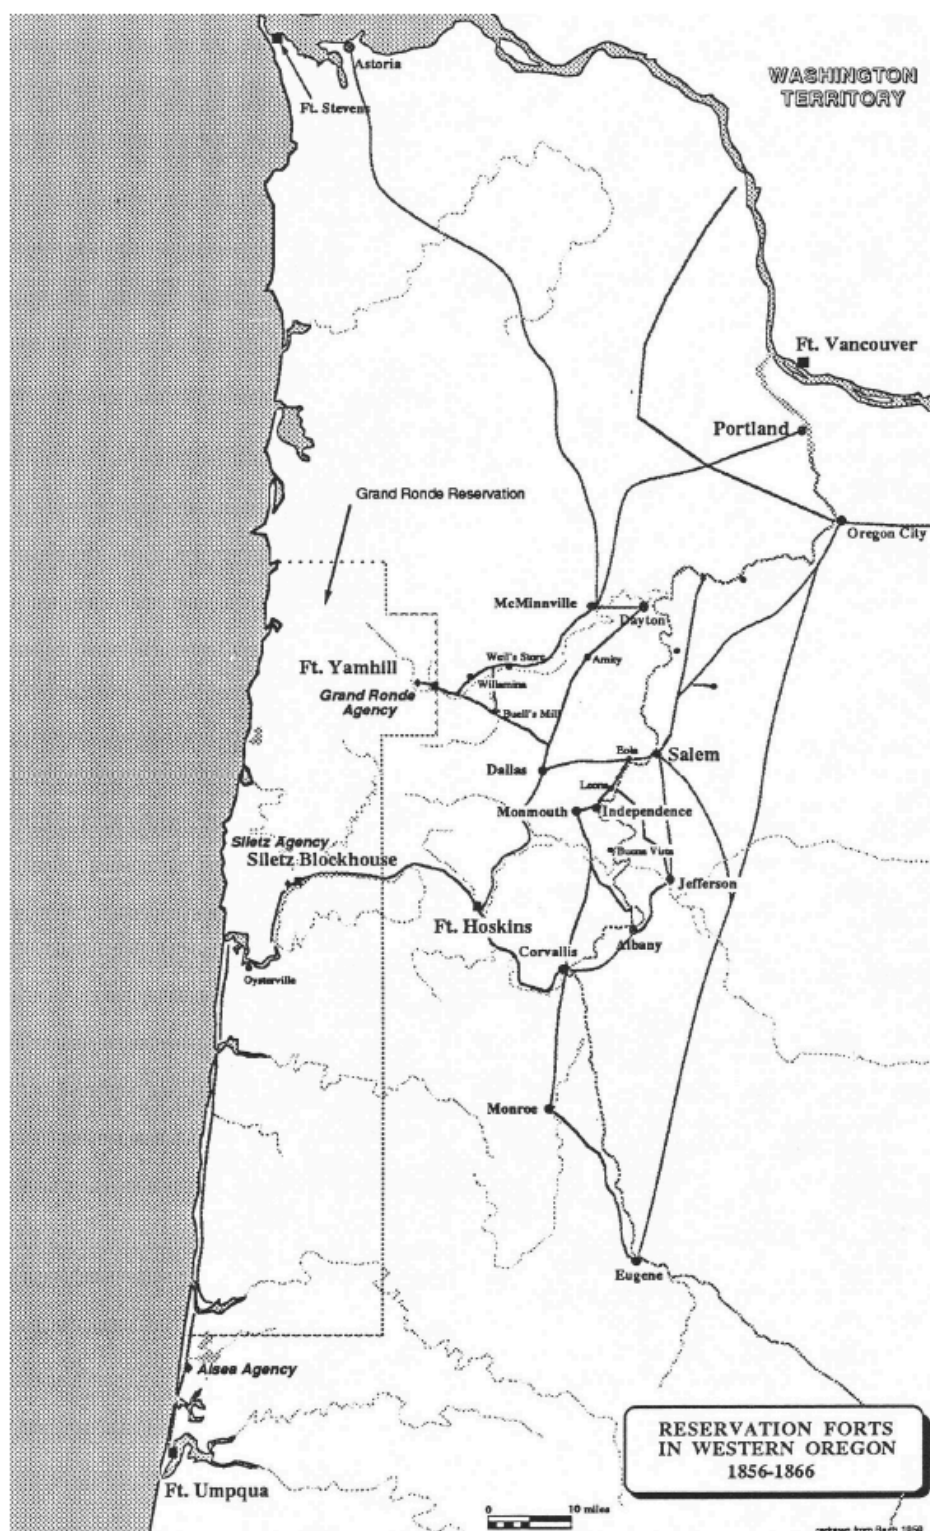 Astoria
WASHINGTON
TERRITORY
Ft. Stevens
Ft. Vancouver
Portland
Grand Ronde Reservation
Oregon City
McMinnville
Dayton
Well's Store
Amity
Ft. Yamhill
Willamina
Grand Ronde
Agency
Buell's Mill
Eola
Salem
Dallas
Leona
Monmouth
Independence
Siletz Agency
Buena Vista
Siletz Blockhouse
Jefferson
Ft. Hoskins
Albany
Corvallis
Oysterville
Monroe
Eugene
Alsea Agency
RESERVATION FORTS
IN WESTERN OREGON
1856-1866
Ft. Umpqua
0 10 miles